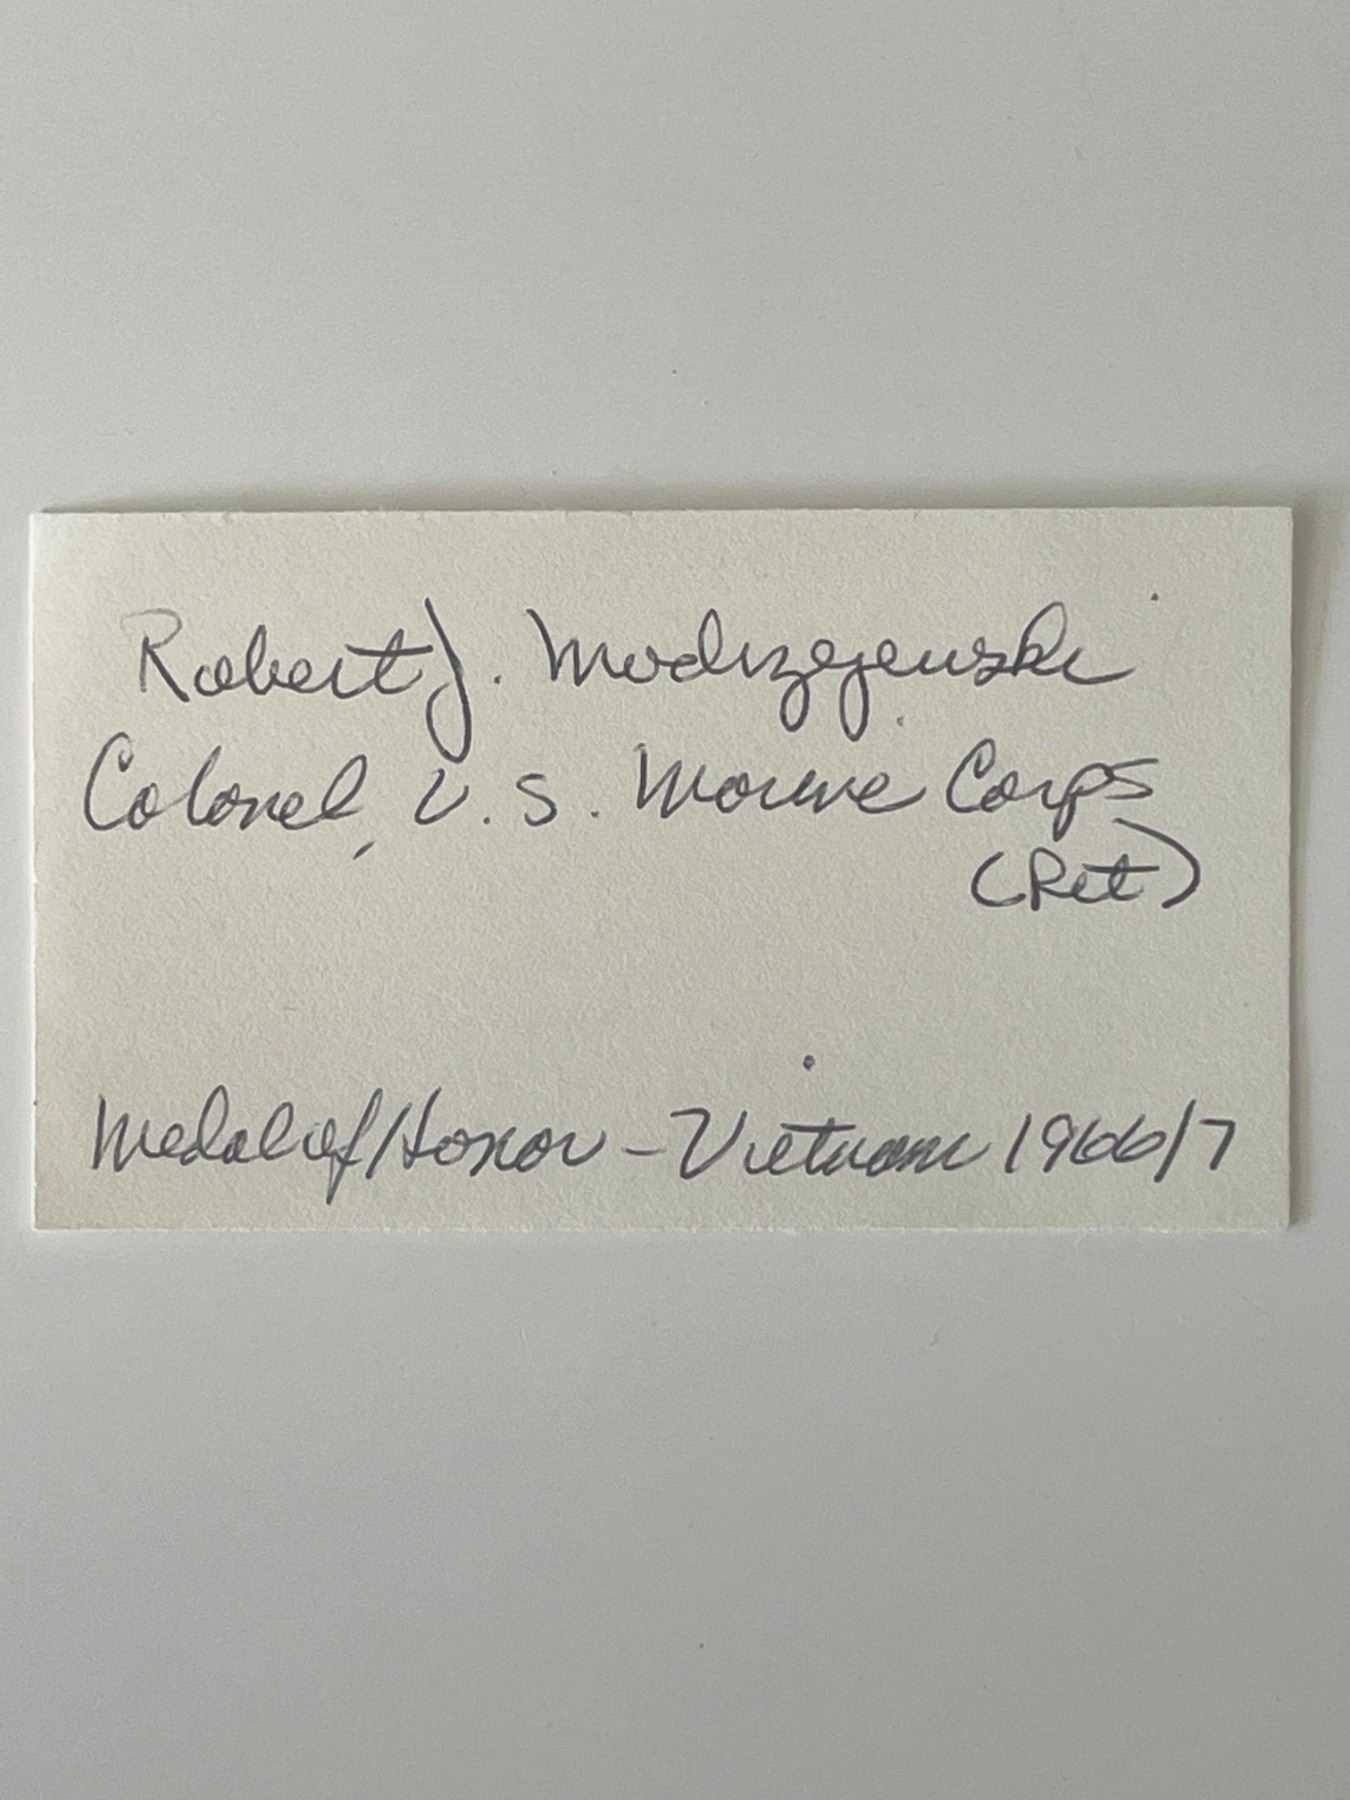 Robert J. Modrzejewski
Colonel, U.S. Marine Corps
(Ret)
Medal of Honor - Vietnam 1966/7